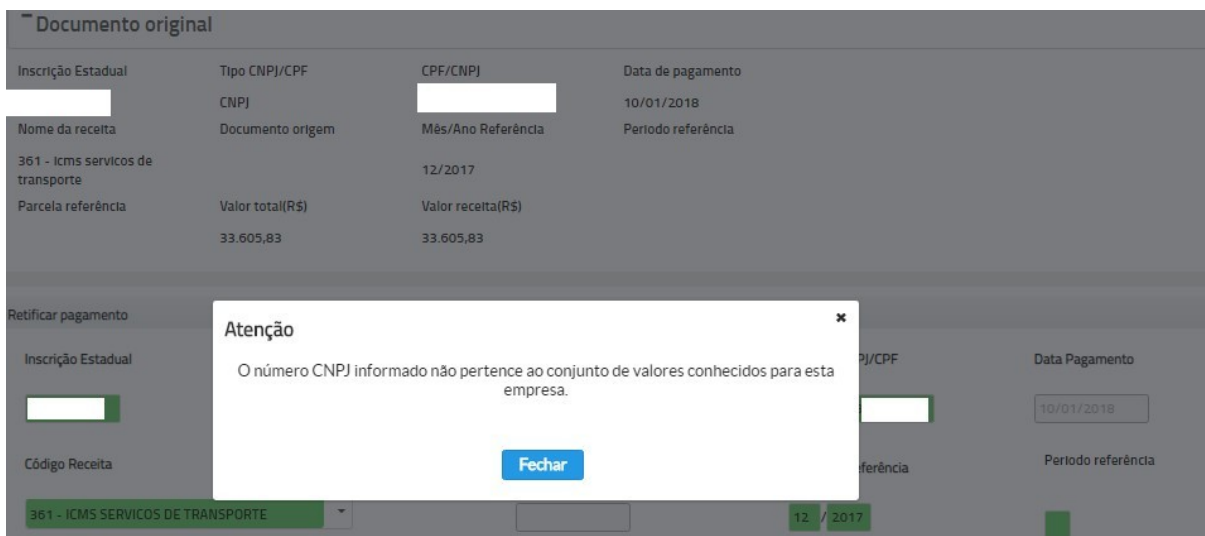 Documento original
Inscrição Estadual Tipo CNPJ/CPF CPF/CNPJ Data de pagamento
CNPJ 10/01/2018
Nome da receita Documento origem Mês/Ano Referência Período referência
361 - icms servicos de
transporte
12/2017
Parcela referência Valor total(R$) Valor receita(R$)
33.605,83 33.605,83
Retificar pagamento
Atenção
O número CNPJ informado não pertence ao conjunto de valores conhecidos para esta
empresa.
Fechar
Inscrição Estadual PJ/CPF Data Pagamento
10/01/2018
Código Receita eferência Período referência
361 - ICMS SERVICOS DE TRANSPORTE 12 / 2017